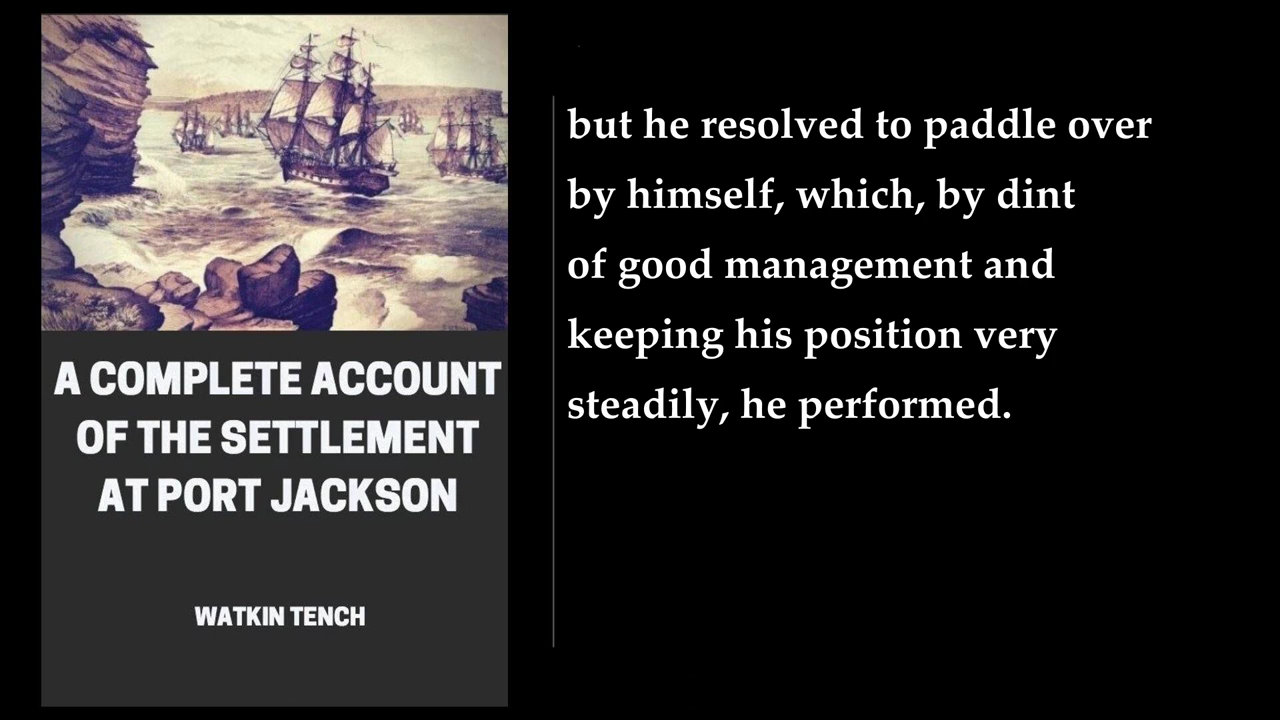 A COMPLETE ACCOUNT
OF THE SETTLEMENT
AT PORT JACKSON
WATKIN TENCH
but he resolved to paddle over
by himself, which, by dint
of good management and
keeping his position very
steadily, he performed.